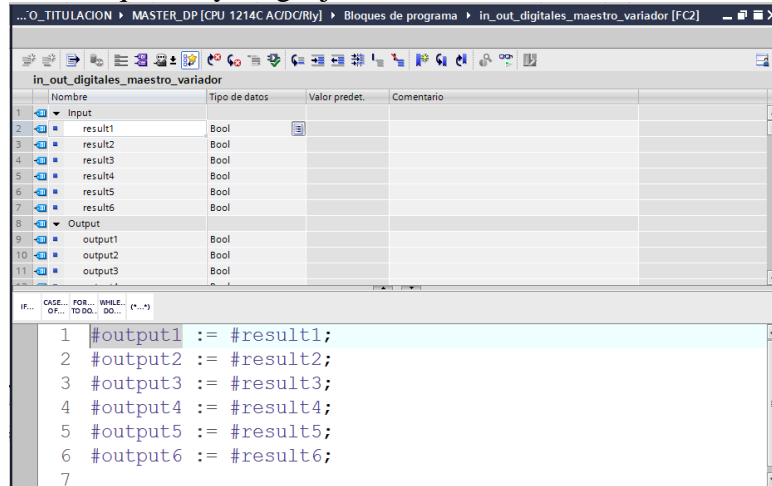 ...O_TITULACION ▸ MASTER_DP [CPU 1214C AC/DC/Rly] ▸ Bloques de programa ▸ in_out_digitales_maestro_variador [FC2]
in_out_digitales_maestro_variador
Nombre Tipo de datos Valor predet. Comentario
1 Input
2 result1 Bool
3 result2 Bool
4 result3 Bool
5 result4 Bool
6 result5 Bool
7 result6 Bool
8 Output
9 output1 Bool
10 output2 Bool
11 output3 Bool
IF... CASE... OF... FOR... TO DO... WHILE... DO... (*...*)
1 #output1 := #result1;
2 #output2 := #result2;
3 #output3 := #result3;
4 #output4 := #result4;
5 #output5 := #result5;
6 #output6 := #result6;
7